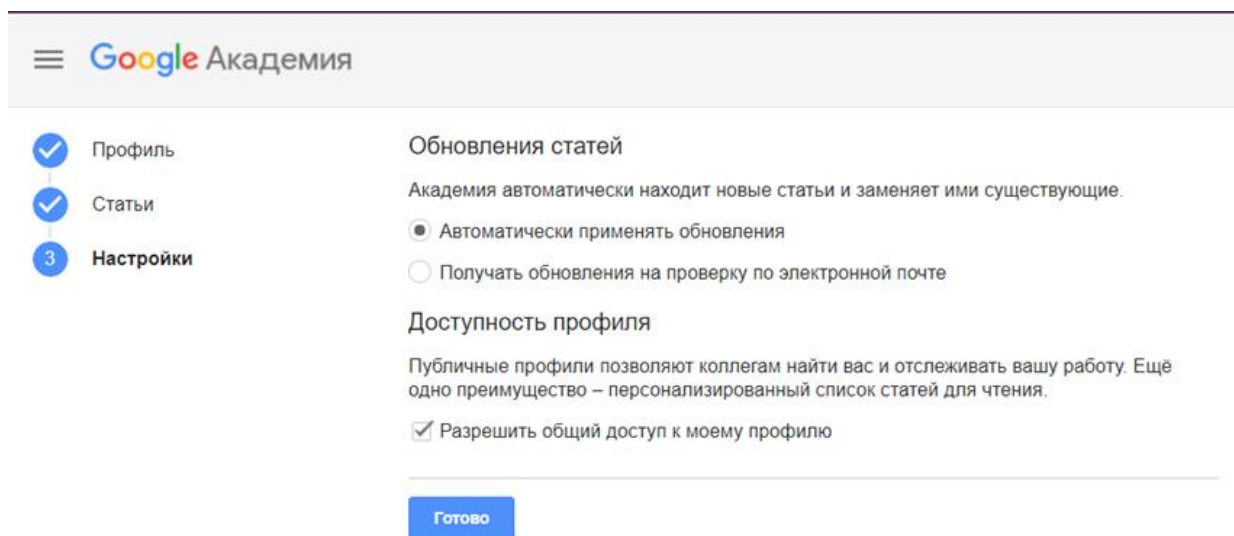 Google Академия
Профиль
Статьи
3 Настройки
Обновления статей
Академия автоматически находит новые статьи и заменяет ими существующие.
Автоматически применять обновления
Получать обновления на проверку по электронной почте
Доступность профиля
Публичные профили позволяют коллегам найти вас и отслеживать вашу работу. Ещё
одно преимущество – персонализированный список статей для чтения.
Разрешить общий доступ к моему профилю
Готово